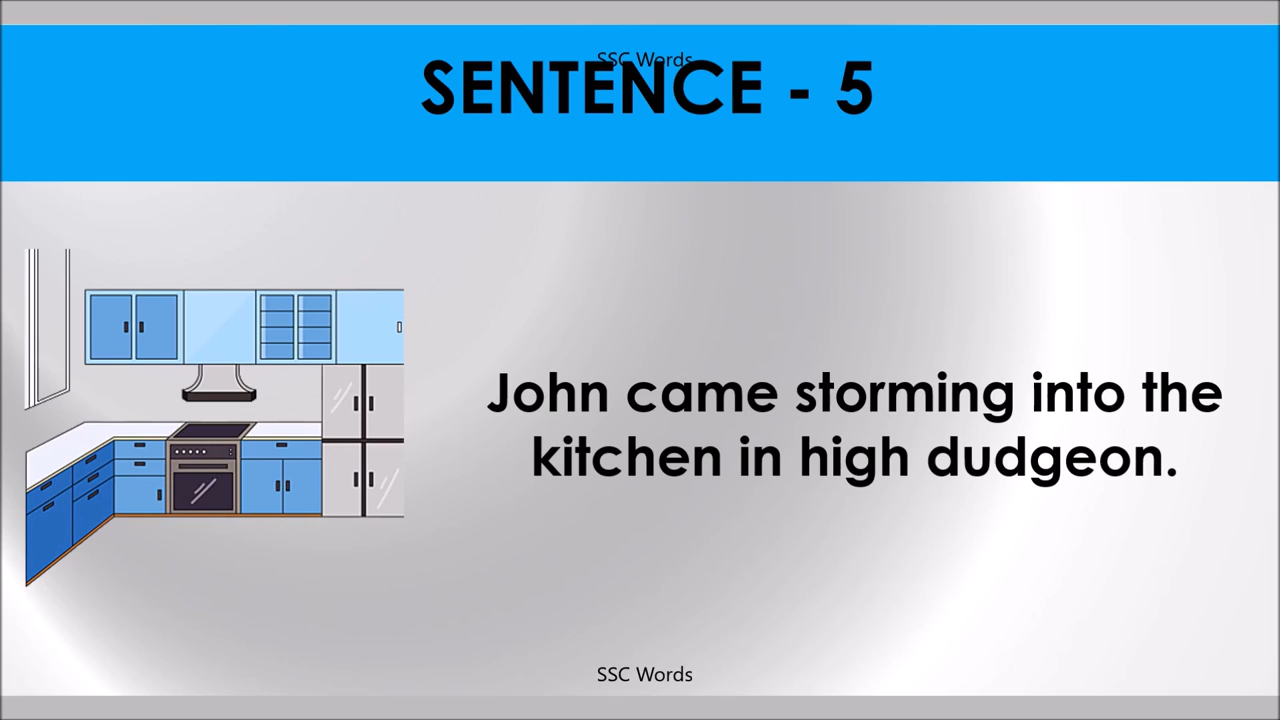 SSC Words
SENTENCE - 5
John came storming into the
kitchen in high dudgeon.
SSC Words